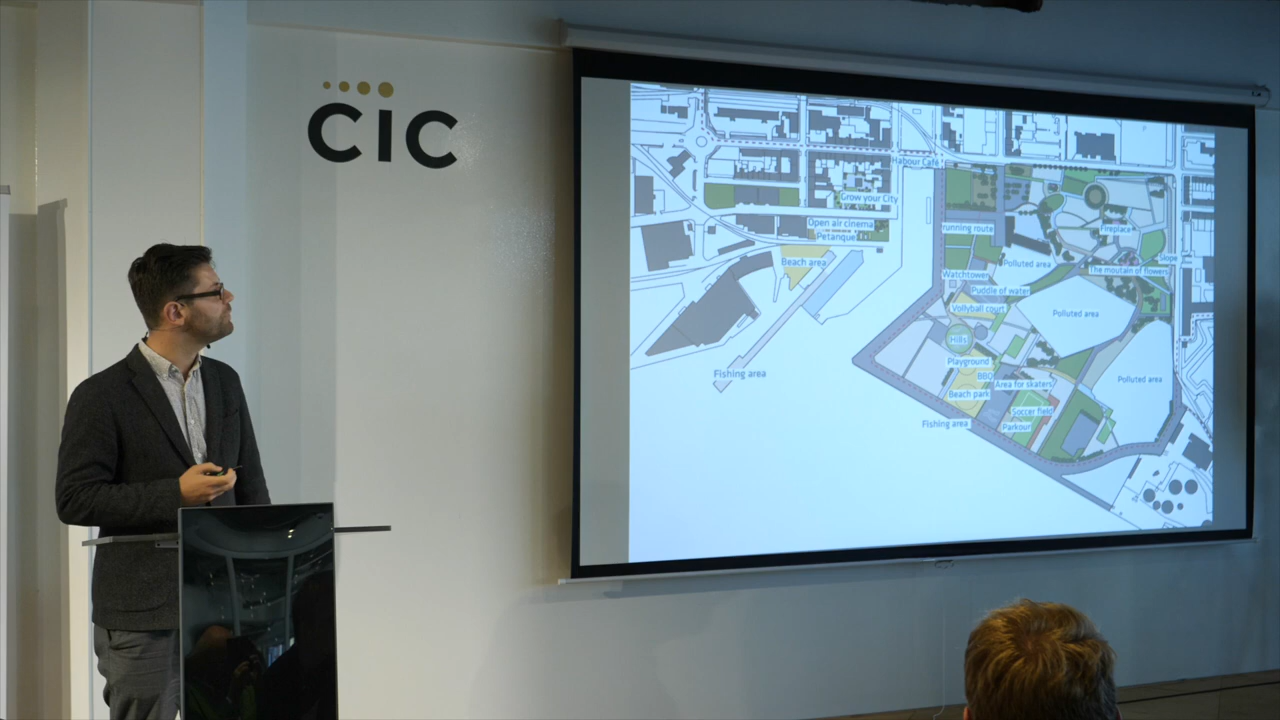 CIC
Habour Café
Grow your City
Open air cinema
Petanque
Beach area
Fishing area
running route
Fireplace
Polluted area
Slope
The moutain of flowers
Watchtower
Puddle of water
Vollyball court
Polluted area
Hills
Playground
BBQ
Polluted area
Area for skaters
Beach park
Soccer field
Fishing area
Parkour